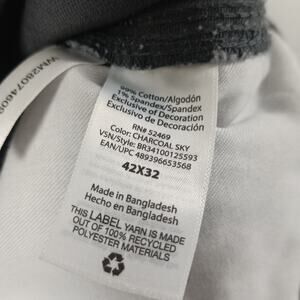 Cotton/Algodón
1% Spandex/Spandex
Exclusive of Decoration
Exclusivo de Decoración
RN# 52469
Color: CHARCOAL SKY
VSN/Style: BR34100125593
EAN/UPC 489396653568
42X32
Made in Bangladesh
Hecho en Bangladesh
THIS LABEL YARN IS MADE
OUT OF 100% RECYCLED
POLYESTER MATERIALS